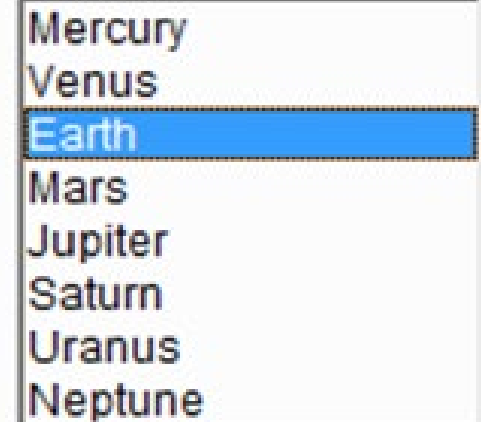 Mercury
Venus
Earth
Mars
Jupiter
Saturn
Uranus
Neptune